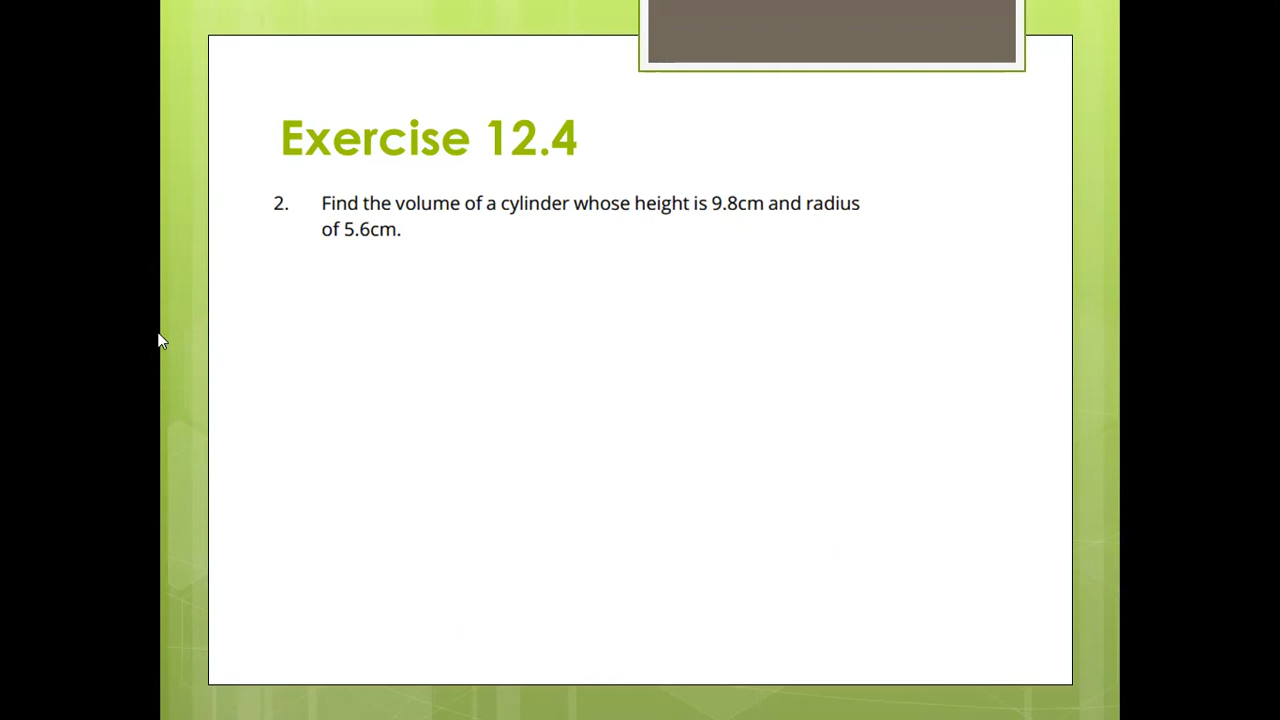 Exercise 12.4
2. Find the volume of a cylinder whose height is 9.8cm and radius
of 5.6cm.